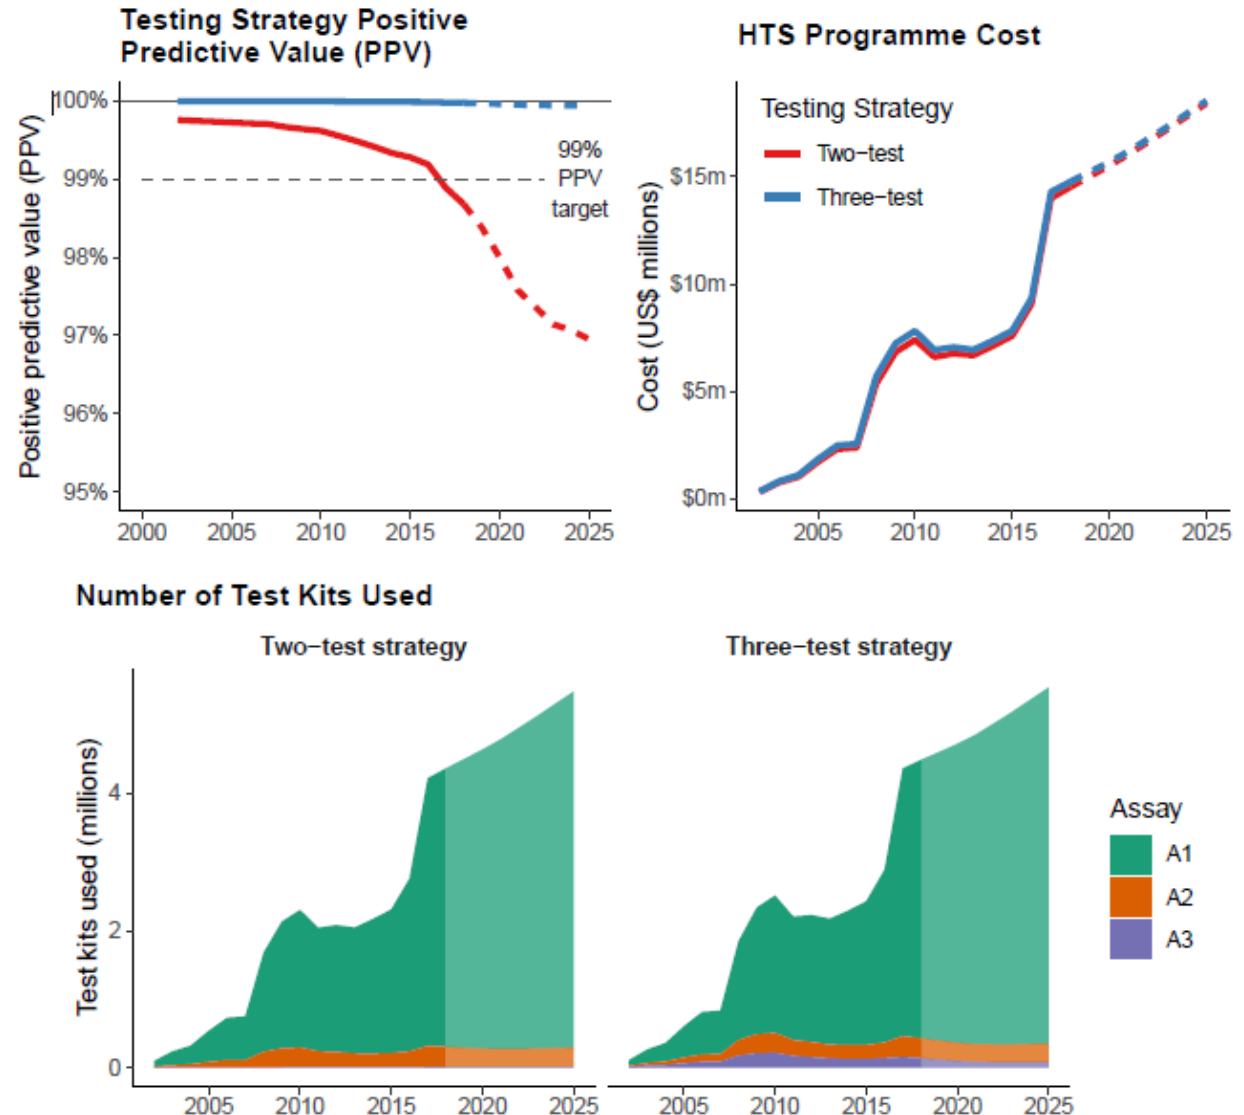 Testing Strategy Positive
Predictive Value (PPV)
Positive predictive value (PPV)
100%
99%
98%
97%
96%
95%
99%
PPV
target
2000 2005 2010 2015 2020 2025
HTS Programme Cost
Cost (US$ millions)
Testing Strategy
Two−test
Three−test
$15m
$10m
$5m
$0m
2005 2010 2015 2020 2025
Number of Test Kits Used
Two−test strategy
Three−test strategy
Test kits used (millions)
4
2
0
2005 2010 2015 2020 2025
2005 2010 2015 2020 2025
Assay
A1
A2
A3